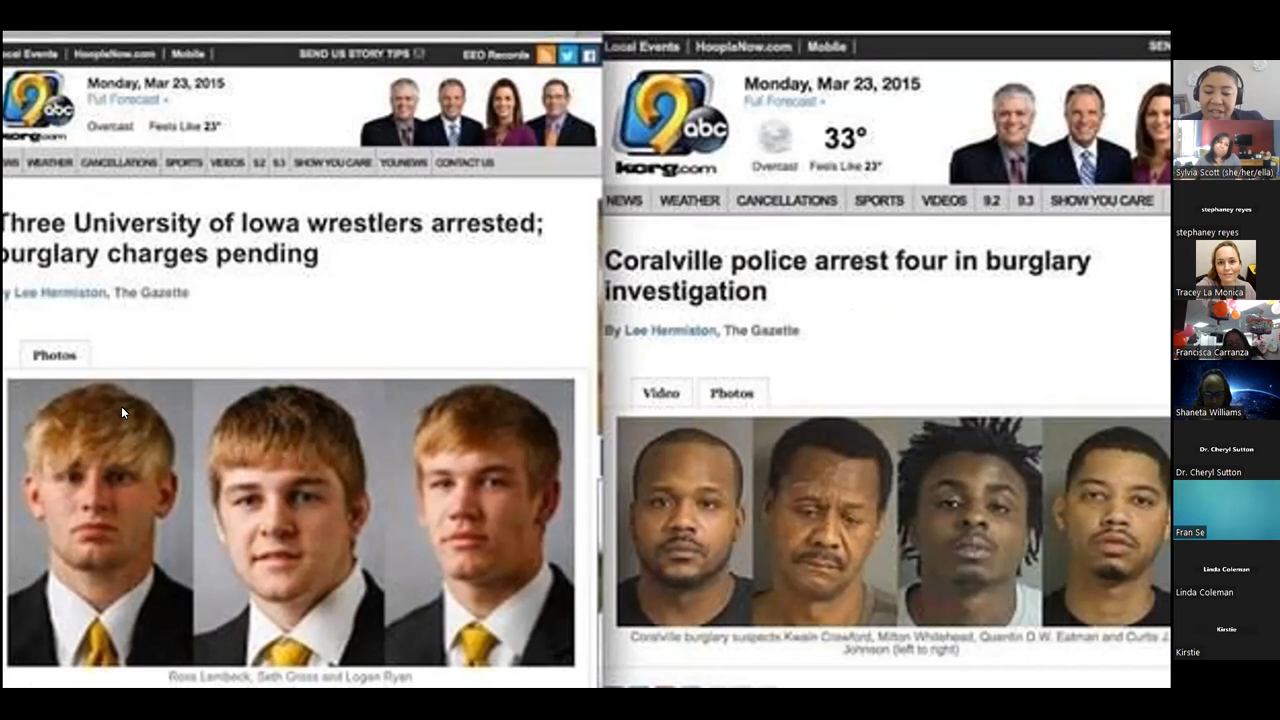 ocal Events | HooplaNow.com | Mobile |
SEND US STORY TIPS
EEO Records
9
abc
Monday, Mar 23, 2015
Full Forecast
Overcast Feels Like 23°
WS WEATHER CANCELLATIONS SPORTS VIDEOS 9.2 9.3 SHOW YOU CARE YOUNEWS CONTACT US
Three University of Iowa wrestlers arrested;
burglary charges pending
y Lee Hermiston, The Gazette
Photos
Ross Lembeck, Seth Gross and Logan Ryan
Local Events | HooplaNow.com | Mobile |
SEN
9
abc
kcrg.com
Monday, Mar 23, 2015
Full Forecast
33°
Overcast Feels Like 23°
NEWS WEATHER CANCELLATIONS SPORTS VIDEOS 9.2 9.3 SHOW YOU CARE
Coralville police arrest four in burglary
investigation
By Lee Hermiston, The Gazette
Video Photos
Coralville burglary suspects Kwain Crawford, Milton Whitehead, Quentin D.W. Eatman and Curtis J.
Johnson (left to right)
Sylvia Scott (she/her/ella)
stephaney reyes
stephaney reyes
Tracey La Monica
Francisca Carranza
Shaneta Williams
Dr. Cheryl Sutton
Dr. Cheryl Sutton
Fran Se
Linda Coleman
Linda Coleman
Kirstie
Kirstie